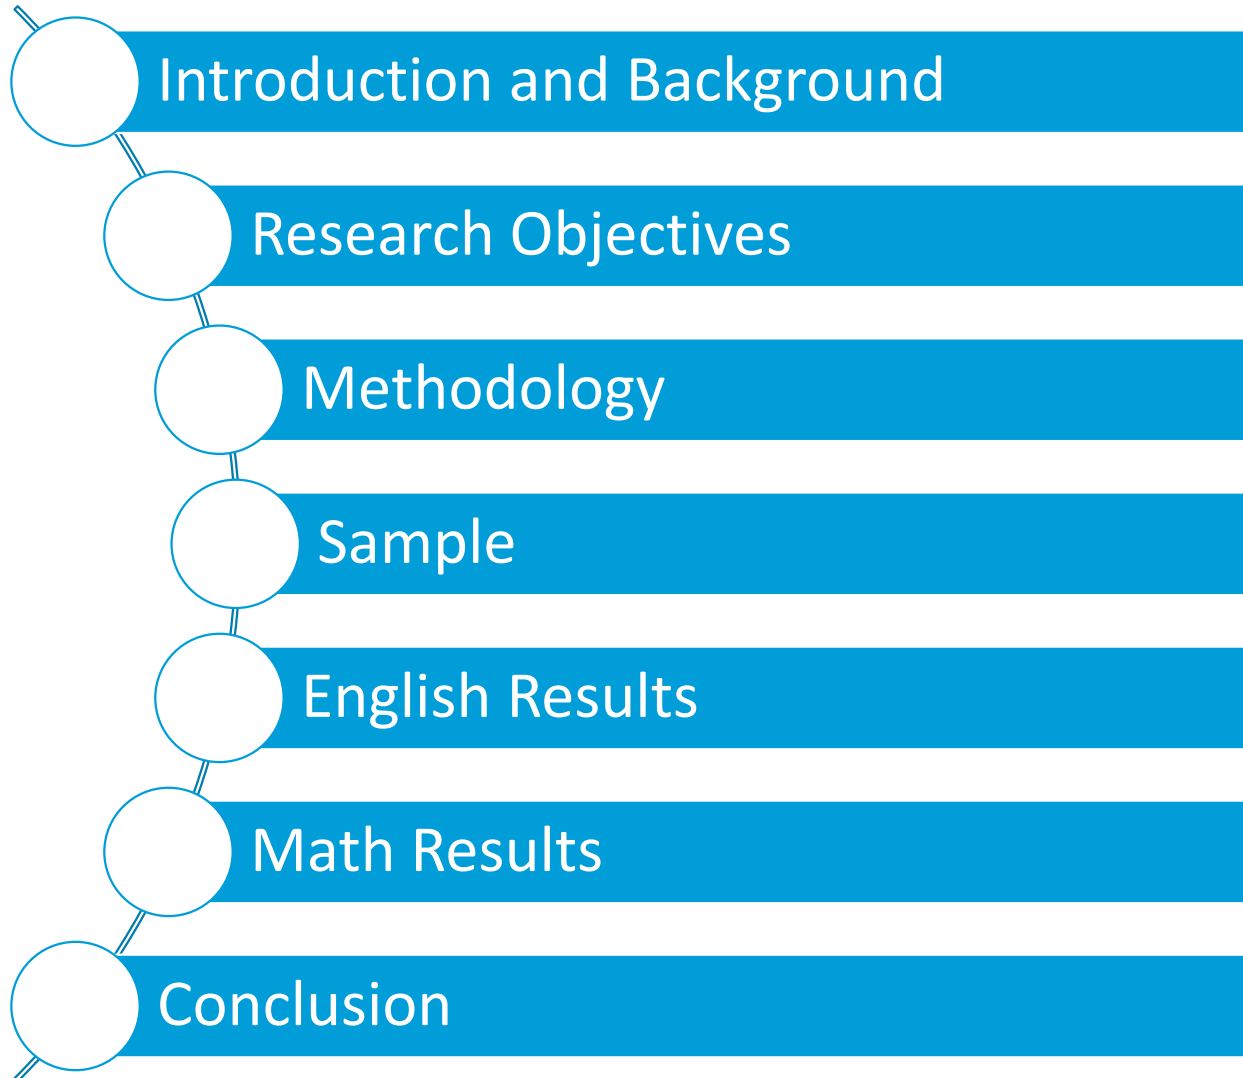 Introduction and Background
Research Objectives
Methodology
Sample
English Results
Math Results
Conclusion